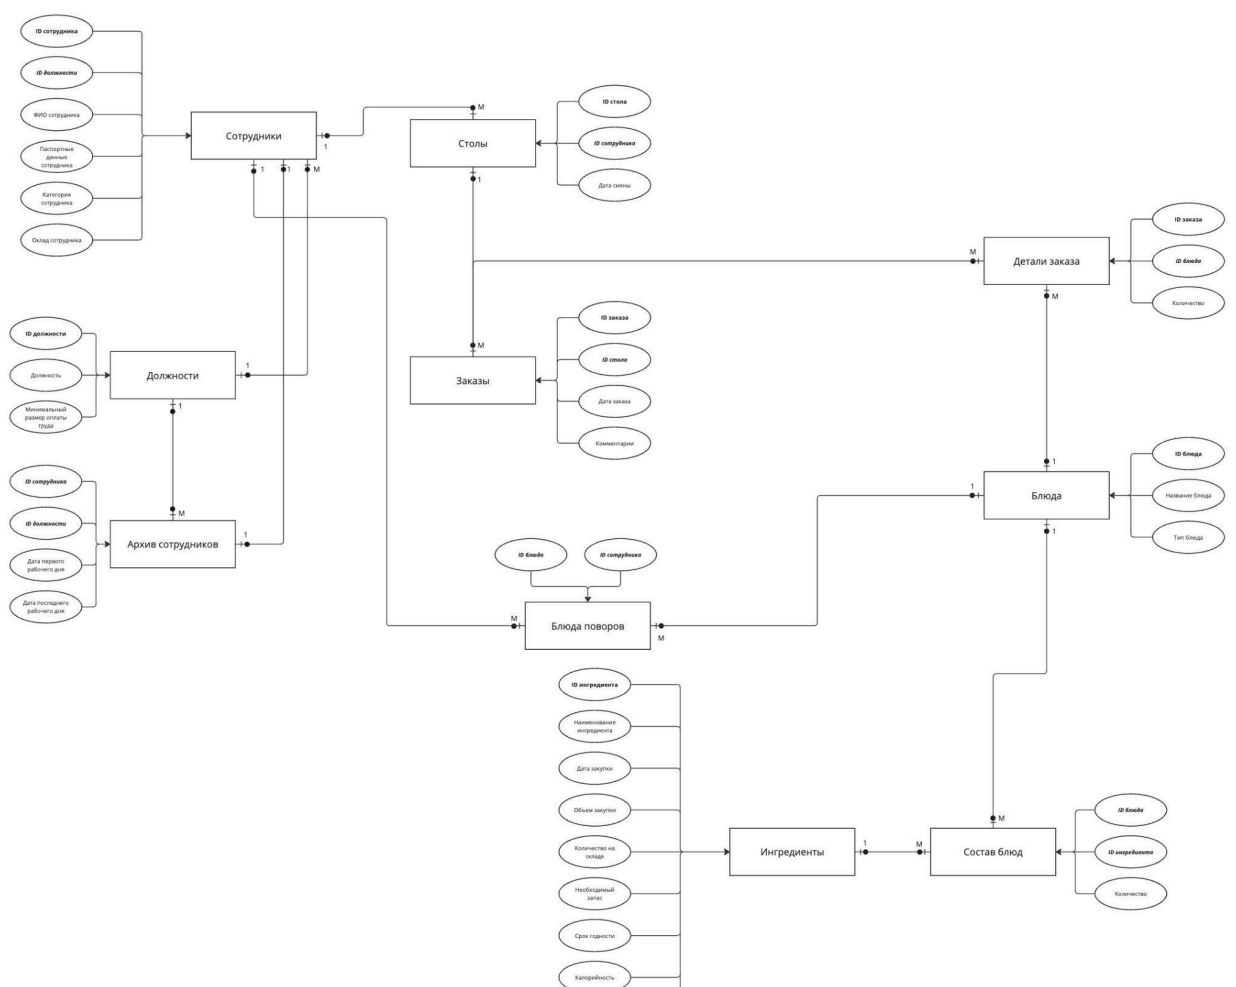 ID сотрудника
ID должности
ФИО сотрудника
Паспортные
данные
сотрудника
Категория
сотрудника
Оклад сотрудника
Сотрудники
1
1
1
M
M
Столы
1
ID стола
ID сотрудника
Дата смены
M
Детали заказа
M
ID заказа
ID блюда
Количество
ID должности
Должность
Минимальный
размер оплаты
труда
Должности
1
1
M
Заказы
ID заказа
ID стола
Дата заказа
Комментарии
ID сотрудника
ID должности
Дата первого
рабочего дня
Дата последнего
рабочего дня
M
Архив сотрудников
1
1
1
Блюда
1
ID блюда
Название блюда
Тип блюда
ID блюда
ID сотрудника
M
Блюда поворов
M
ID ингредиента
Наименование
ингредиента
Дата закупки
Объем закупки
Количество на
складе
Необходимый
запас
Срок годности
Калорийность
Ингредиенты
1
M
M
Состав блюд
ID блюда
ID ингредиента
Количество